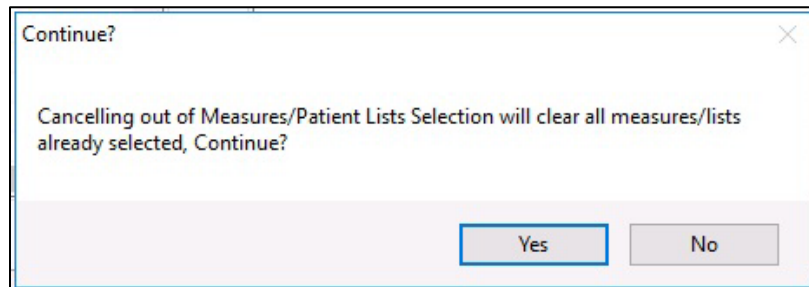 Continue?
Cancelling out of Measures/Patient Lists Selection will clear all measures/lists
already selected, Continue?
Yes
No